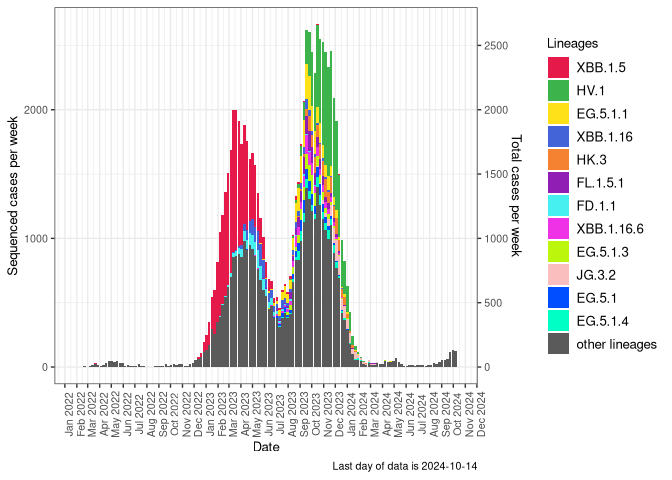 Sequenced cases per week
2000
1000
0
2500
2000
1500
1000
500
0
Total cases per week
Jan 2022
Feb 2022
Mar 2022
Apr 2022
May 2022
Jun 2022
Jul 2022
Aug 2022
Sep 2022
Oct 2022
Nov 2022
Dec 2022
Jan 2023
Feb 2023
Mar 2023
Apr 2023
May 2023
Jun 2023
Jul 2023
Aug 2023
Sep 2023
Oct 2023
Nov 2023
Dec 2023
Jan 2024
Feb 2024
Mar 2024
Apr 2024
May 2024
Jun 2024
Jul 2024
Aug 2024
Sep 2024
Oct 2024
Nov 2024
Dec 2024
Date
Lineages
XBB.1.5
HV.1
EG.5.1.1
XBB.1.16
HK.3
FL.1.5.1
FD.1.1
XBB.1.16.6
EG.5.1.3
JG.3.2
EG.5.1
EG.5.1.4
other lineages
Last day of data is 2024-10-14